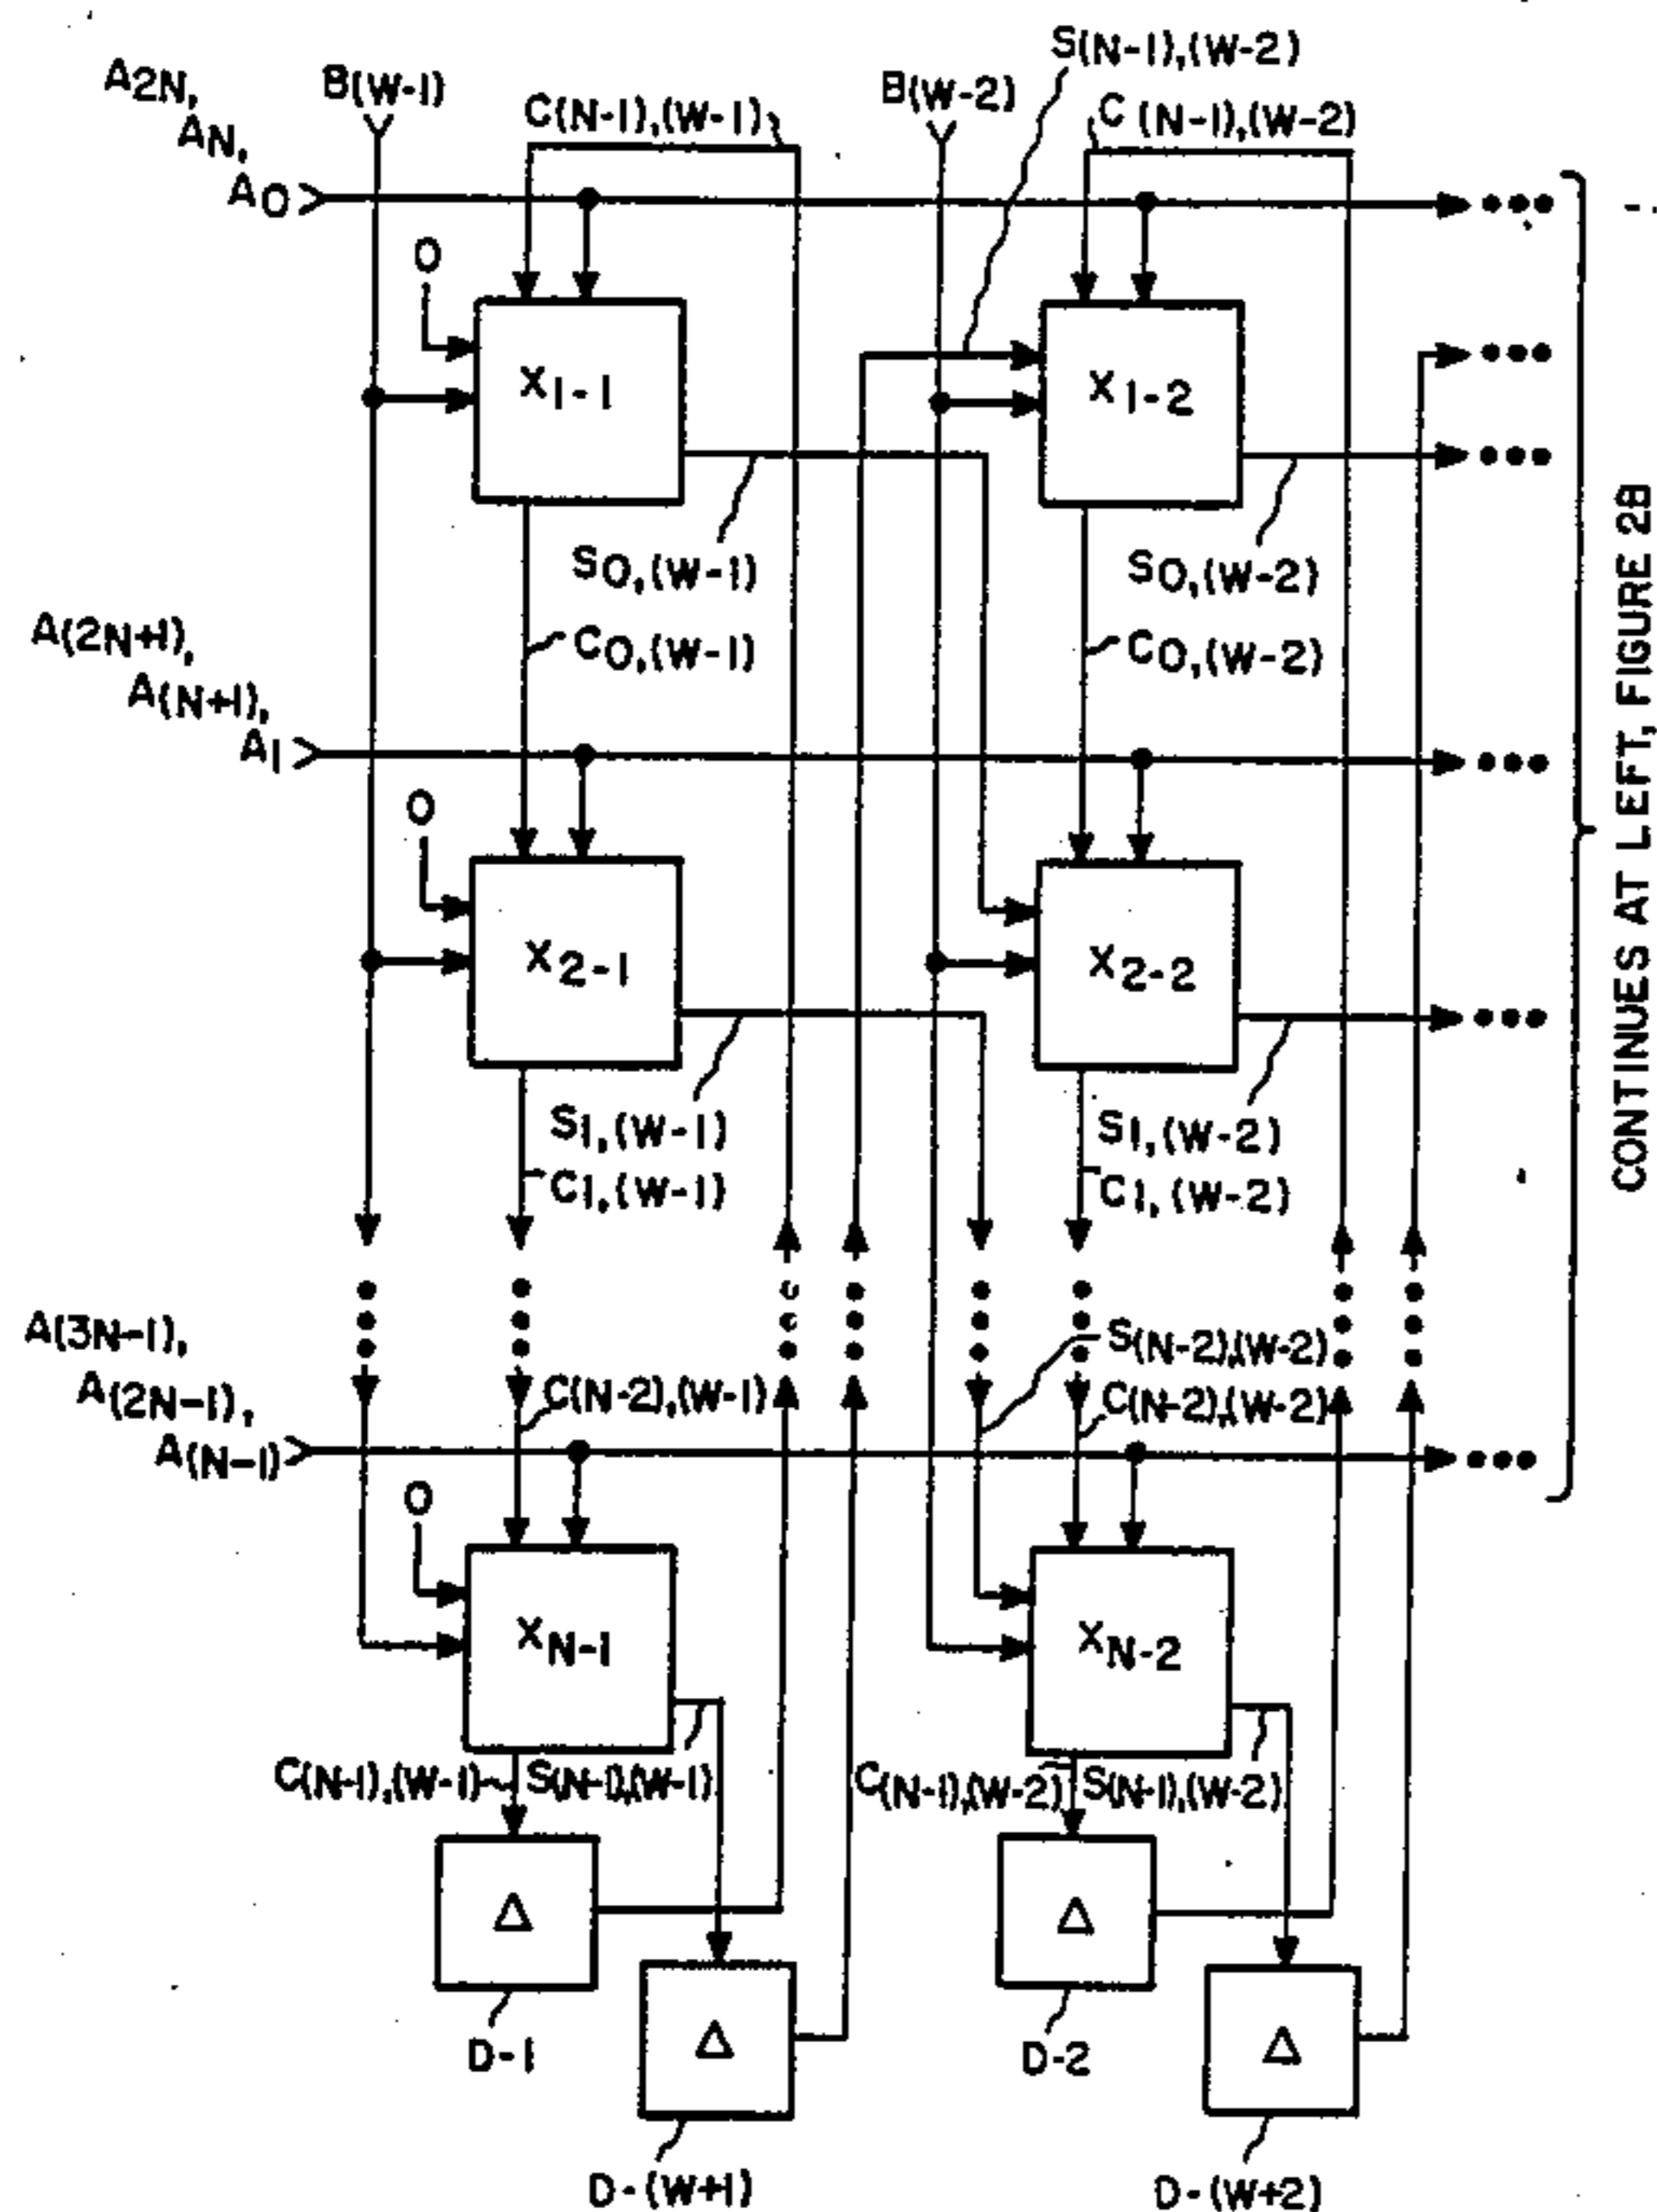 S(N-1),(W-2)
A2N,
B(W-1)
C(N-1),(W-1)
B(W-2)
C(N-1),(W-2)
AN,
A0
0
X1-1
X1-2
S0,(W-1)
S0,(W-2)
C0,(W-1)
C0,(W-2)
A(2N+1),
A(N+1),
A1
0
X2-1
X2-2
S1,(W-1)
S1,(W-2)
C1,(W-1)
C1,(W-2)
A(3N-1),
S(N-2),(W-2)
A(2N-1),
C(N-2),(W-1)
C(N-2),(W-2)
A(N-1)
0
XN-1
XN-2
C(N-1),(W-1)
S(N-1),(W-1)
C(N-1),(W-2)
S(N-1),(W-2)
Δ
Δ
D-1
Δ
D-2
Δ
D-(W+1)
D-(W+2)
CONTINUES AT LEFT, FIGURE 2B